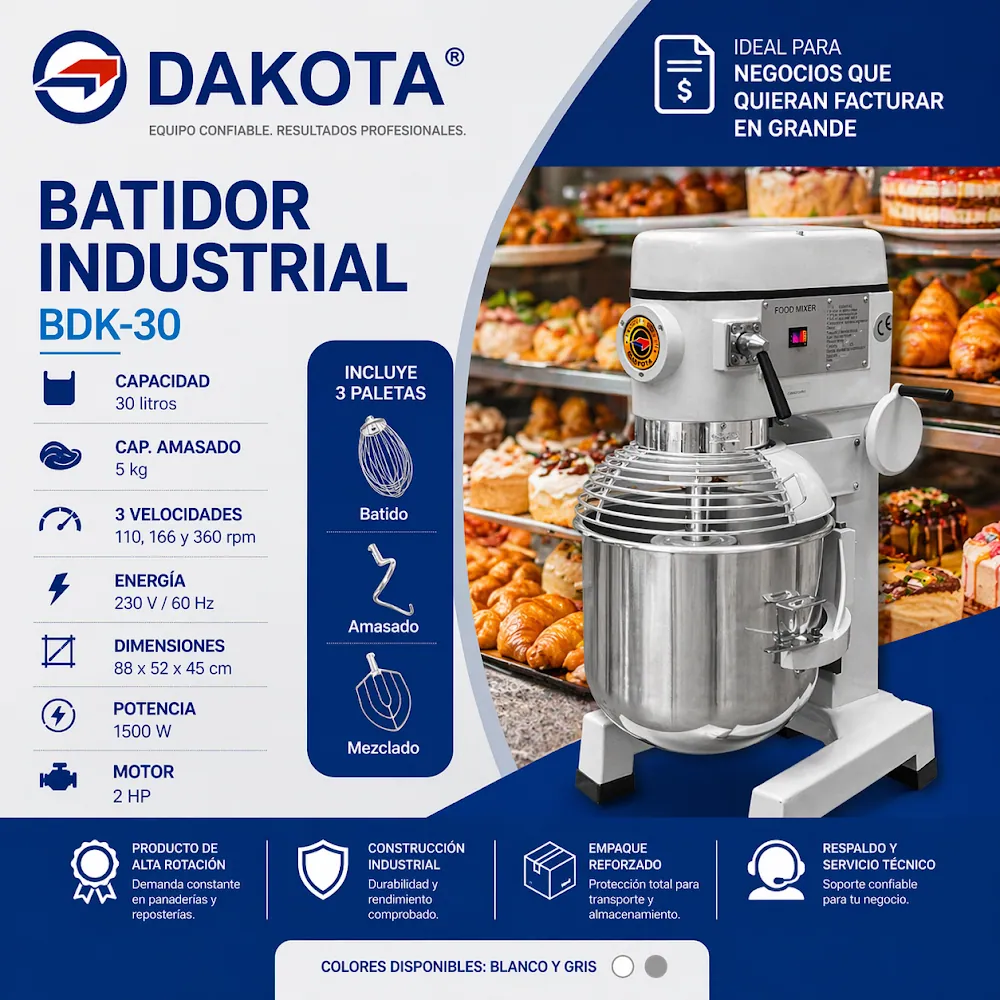 DAKOTA®
EQUIPO CONFIABLE. RESULTADOS PROFESIONALES.
IDEAL PARA
NEGOCIOS QUE
QUIERAN FACTURAR
EN GRANDE
BATIDOR
INDUSTRIAL
BDK-30
CAPACIDAD
30 litros
CAP. AMASADO
5 kg
3 VELOCIDADES
110, 166 y 360 rpm
ENERGÍA
230 V / 60 Hz
DIMENSIONES
88 x 52 x 45 cm
POTENCIA
1500 W
MOTOR
2 HP
INCLUYE
3 PALETAS
Batido
Amasado
Mezclado
FOOD MIXER
CE
PRODUCTO DE
ALTA ROTACIÓN
Demanda constante
en panaderías y
reposterías.
CONSTRUCCIÓN
INDUSTRIAL
Durabilidad y
rendimiento
comprobado.
EMPAQUE
REFORZADO
Protección total para
transporte y
almacenamiento.
RESPALDO Y
SERVICIO TÉCNICO
Soporte confiable
para tu negocio.
COLORES DISPONIBLES: BLANCO Y GRIS